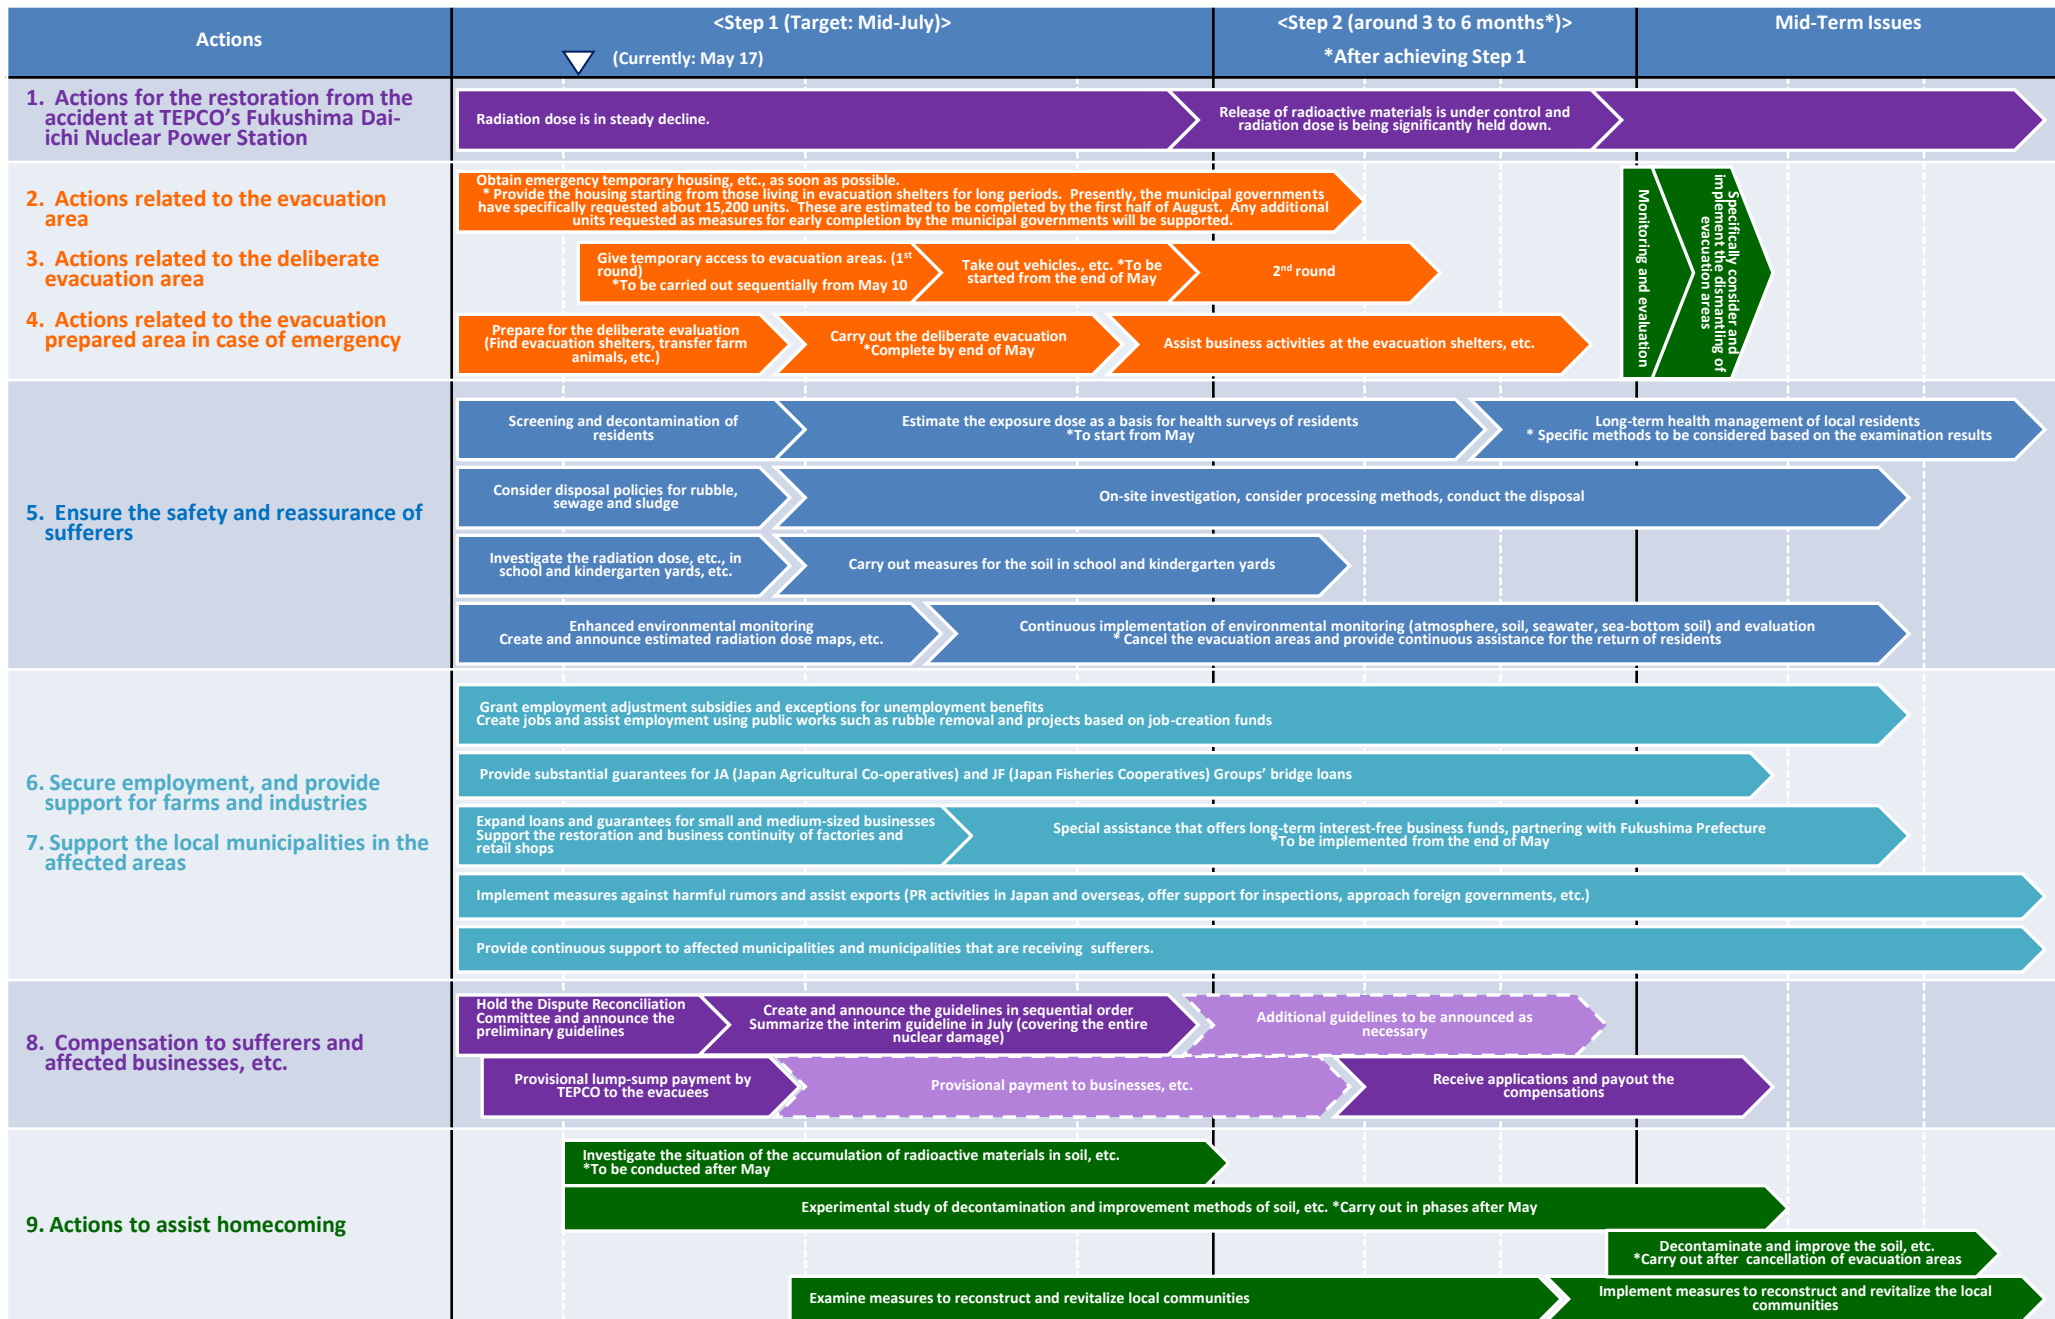 Actions
<Step 1 (Target: Mid-July)>
(Currently: May 17)
<Step 2 (around 3 to 6 months*)>
*After achieving Step 1
Mid-Term Issues
1. Actions for the restoration from the
accident at TEPCO's Fukushima Dai-
ichi Nuclear Power Station
Radiation dose is in steady decline.
Release of radioactive materials is under control and
radiation dose is being significantly held down.
2. Actions related to the evacuation
area
3. Actions related to the deliberate
evacuation area
4. Actions related to the evacuation
prepared area in case of emergency
Obtain emergency temporary housing, etc., as soon as possible.
* Provide the housing starting from those living in evacuation shelters for long periods. Presently, the municipal governments
have specifically requested about 15,200 units. These are estimated to be completed by the first half of August. Any additional
units requested as measures for early completion by the municipal governments will be supported.
Give temporary access to evacuation areas. (1st
round)
*To be carried out sequentially from May 10
Take out vehicles., etc. *To be
started from the end of May
2nd round
Prepare for the deliberate evaluation
(Find evacuation shelters, transfer farm
animals, etc.)
Carry out the deliberate evacuation
*Complete by end of May
Assist business activities at the evacuation shelters, etc.
Monitoring and evaluation
Specifically consider and
implement the dismantling of
evacuation areas
5. Ensure the safety and reassurance of
sufferers
Screening and decontamination of
residents
Estimate the exposure dose as a basis for health surveys of residents
*To start from May
Long-term health management of local residents
* Specific methods to be considered based on the examination results
Consider disposal policies for rubble,
sewage and sludge
On-site investigation, consider processing methods, conduct the disposal
Investigate the radiation dose, etc., in
school and kindergarten yards, etc.
Carry out measures for the soil in school and kindergarten yards
Enhanced environmental monitoring
Create and announce estimated radiation dose maps, etc.
Continuous implementation of environmental monitoring (atmosphere, soil, seawater, sea-bottom soil) and evaluation
* Cancel the evacuation areas and provide continuous assistance for the return of residents
6. Secure employment, and provide
support for farms and industries
7. Support the local municipalities in the
affected areas
Grant employment adjustment subsidies and exceptions for unemployment benefits
Create jobs and assist employment using public works such as rubble removal and projects based on job-creation funds
Provide substantial guarantees for JA (Japan Agricultural Co-operatives) and JF (Japan Fisheries Cooperatives) Groups' bridge loans
Expand loans and guarantees for small and medium-sized businesses
Support the restoration and business continuity of factories and
retail shops
Special assistance that offers long-term interest-free business funds, partnering with Fukushima Prefecture
*To be implemented from the end of May
Implement measures against harmful rumors and assist exports (PR activities in Japan and overseas, offer support for inspections, approach foreign governments, etc.)
Provide continuous support to affected municipalities and municipalities that are receiving sufferers.
8. Compensation to sufferers and
affected businesses, etc.
Hold the Dispute Reconciliation
Committee and announce the
preliminary guidelines
Create and announce the guidelines in sequential order
Summarize the interim guideline in July (covering the entire
nuclear damage)
Additional guidelines to be announced as
necessary
Provisional lump-sump payment by
TEPCO to the evacuees
Provisional payment to businesses, etc.
Receive applications and payout the
compensations
9. Actions to assist homecoming
Investigate the situation of the accumulation of radioactive materials in soil, etc.
*To be conducted after May
Experimental study of decontamination and improvement methods of soil, etc. *Carry out in phases after May
Decontaminate and improve the soil, etc.
*Carry out after cancellation of evacuation areas
Examine measures to reconstruct and revitalize local communities
Implement measures to reconstruct and revitalize the local
communities